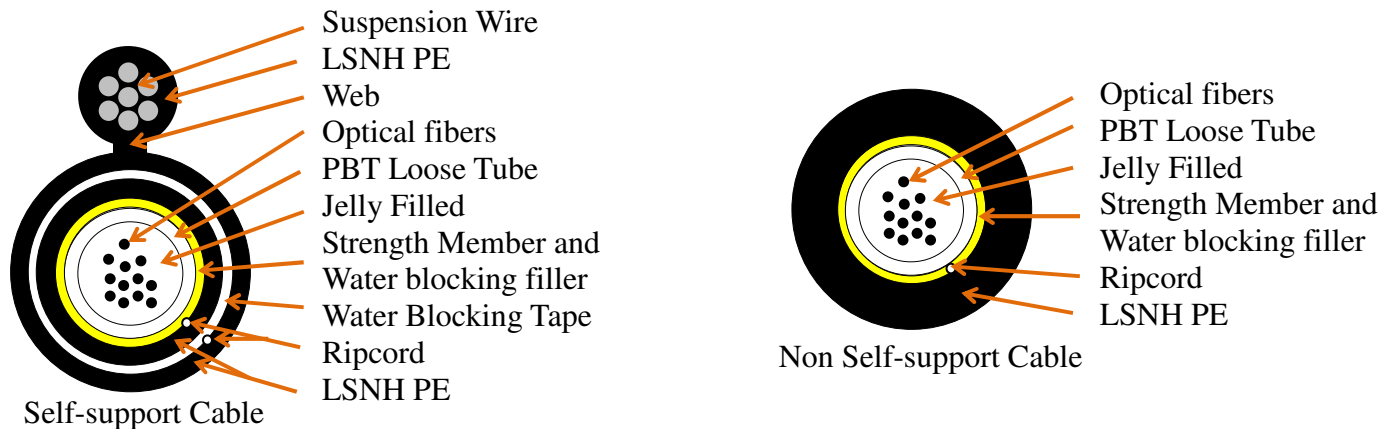 Suspension Wire
LSNH PE
Web
Optical fibers
PBT Loose Tube
Jelly Filled
Strength Member and
Water blocking filler
Water Blocking Tape
Ripcord
LSNH PE
Self-support Cable
Optical fibers
PBT Loose Tube
Jelly Filled
Strength Member and
Water blocking filler
Ripcord
LSNH PE
Non Self-support Cable